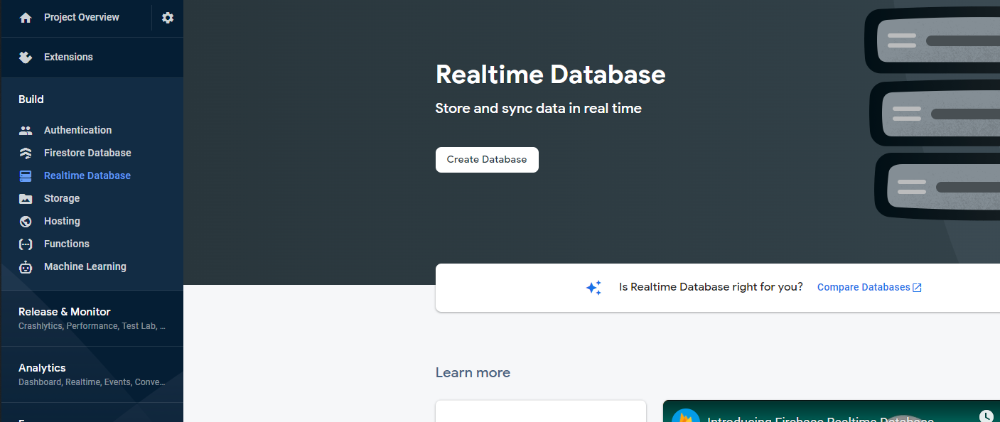 Project Overview
Extensions
Build
Authentication
Firestore Database
Realtime Database
Storage
Hosting
Functions
Machine Learning
Release & Monitor
Crashlytics, Performance, Test Lab, ...
Analytics
Dashboard, Realtime, Events, Conve...
Realtime Database
Store and sync data in real time
Create Database
Is Realtime Database right for you? Compare Databases
Learn more
Introducing Firebase Realtime Database